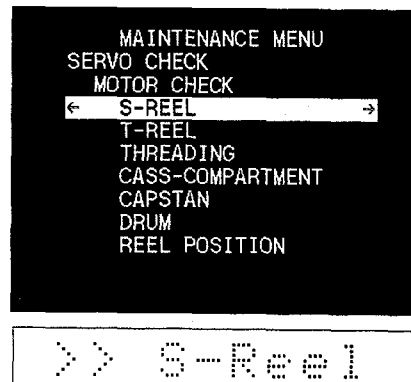 MAINTENANCE MENU
SERVO CHECK
MOTOR CHECK
← S-REEL →
T-REEL
THREADING
CASS-COMPARTMENT
CAPSTAN
DRUM
REEL POSITION
>> S-Reel